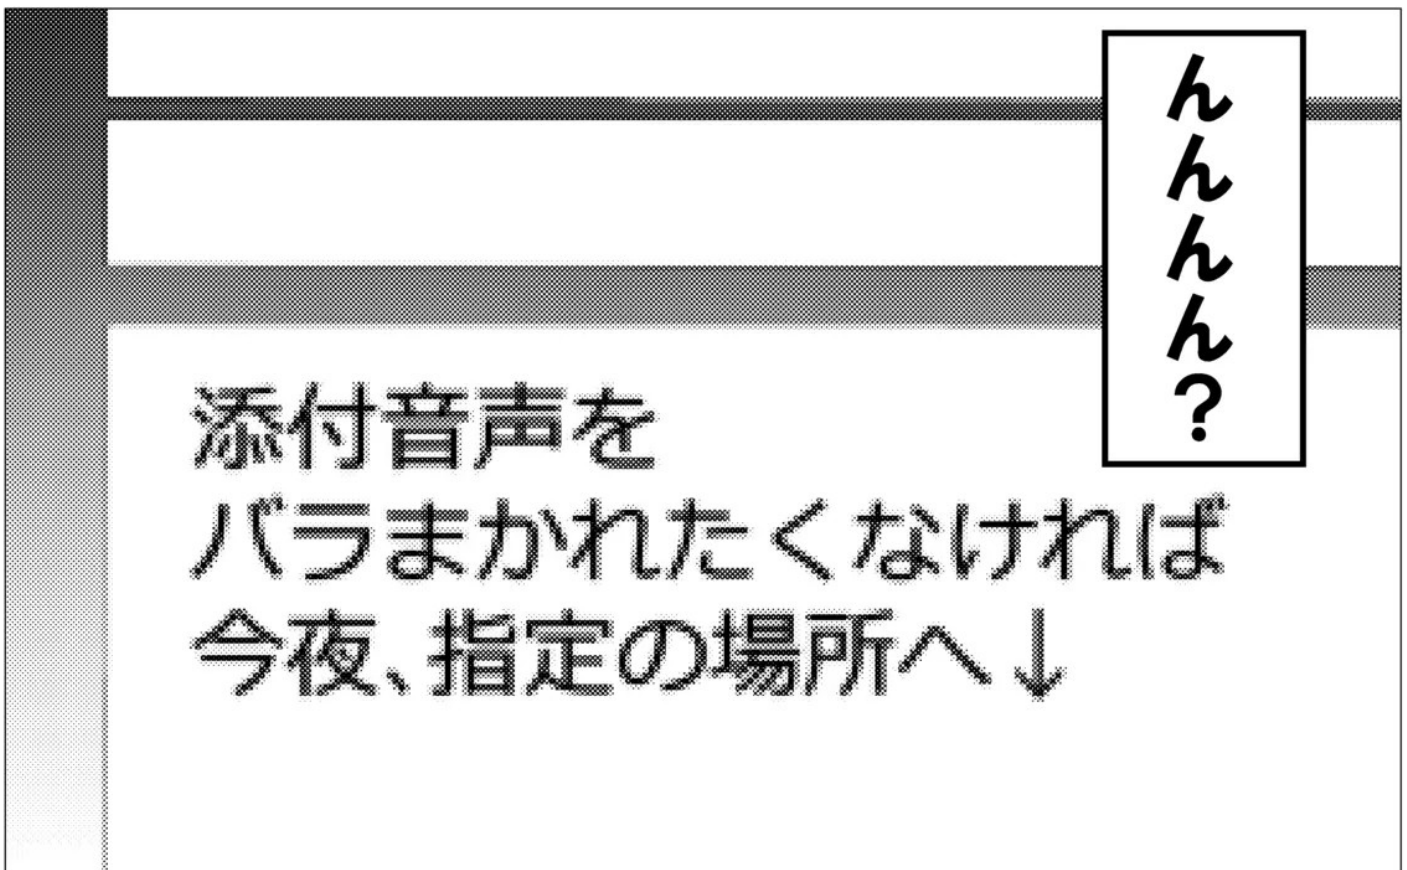 んんんん?
添付音声を
バラまかれたくなければ
今夜、指定の場所へ↓